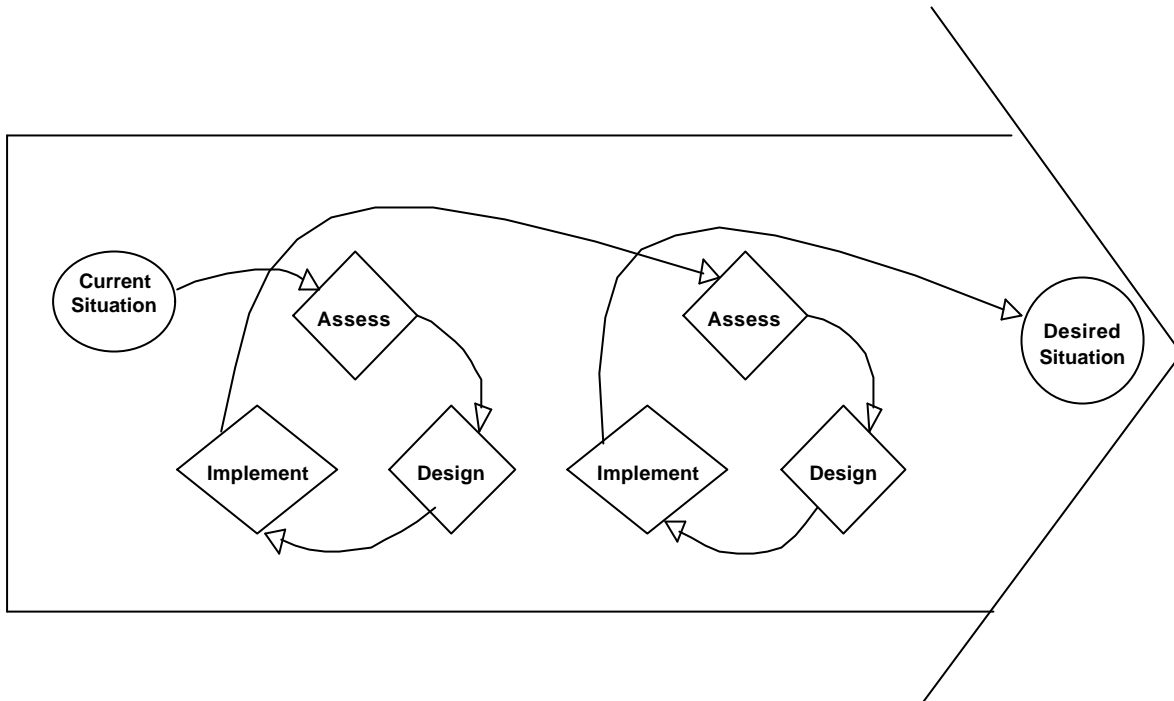 Current
Situation
Assess
Design
Implement
Assess
Design
Implement
Desired
Situation